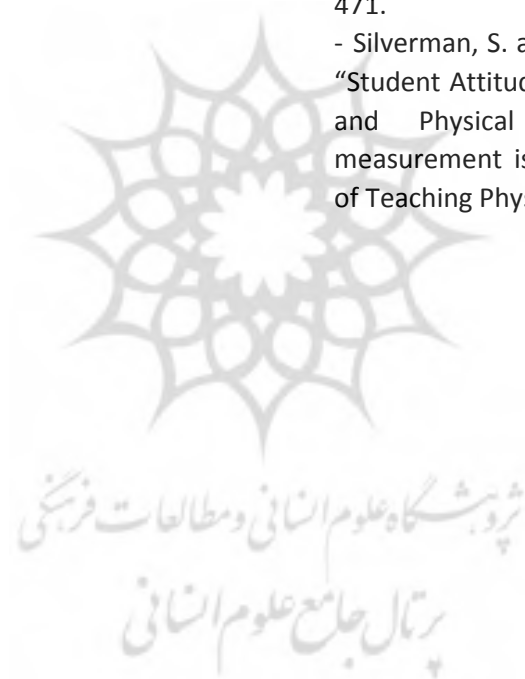 471.
- Silverman, S. a
"Student Attitud
and Physical
measurement is
of Teaching Phys
پژوهشگاه علوم انسانی و مطالعات فرهنگی
پرتال جامع علوم انسانی